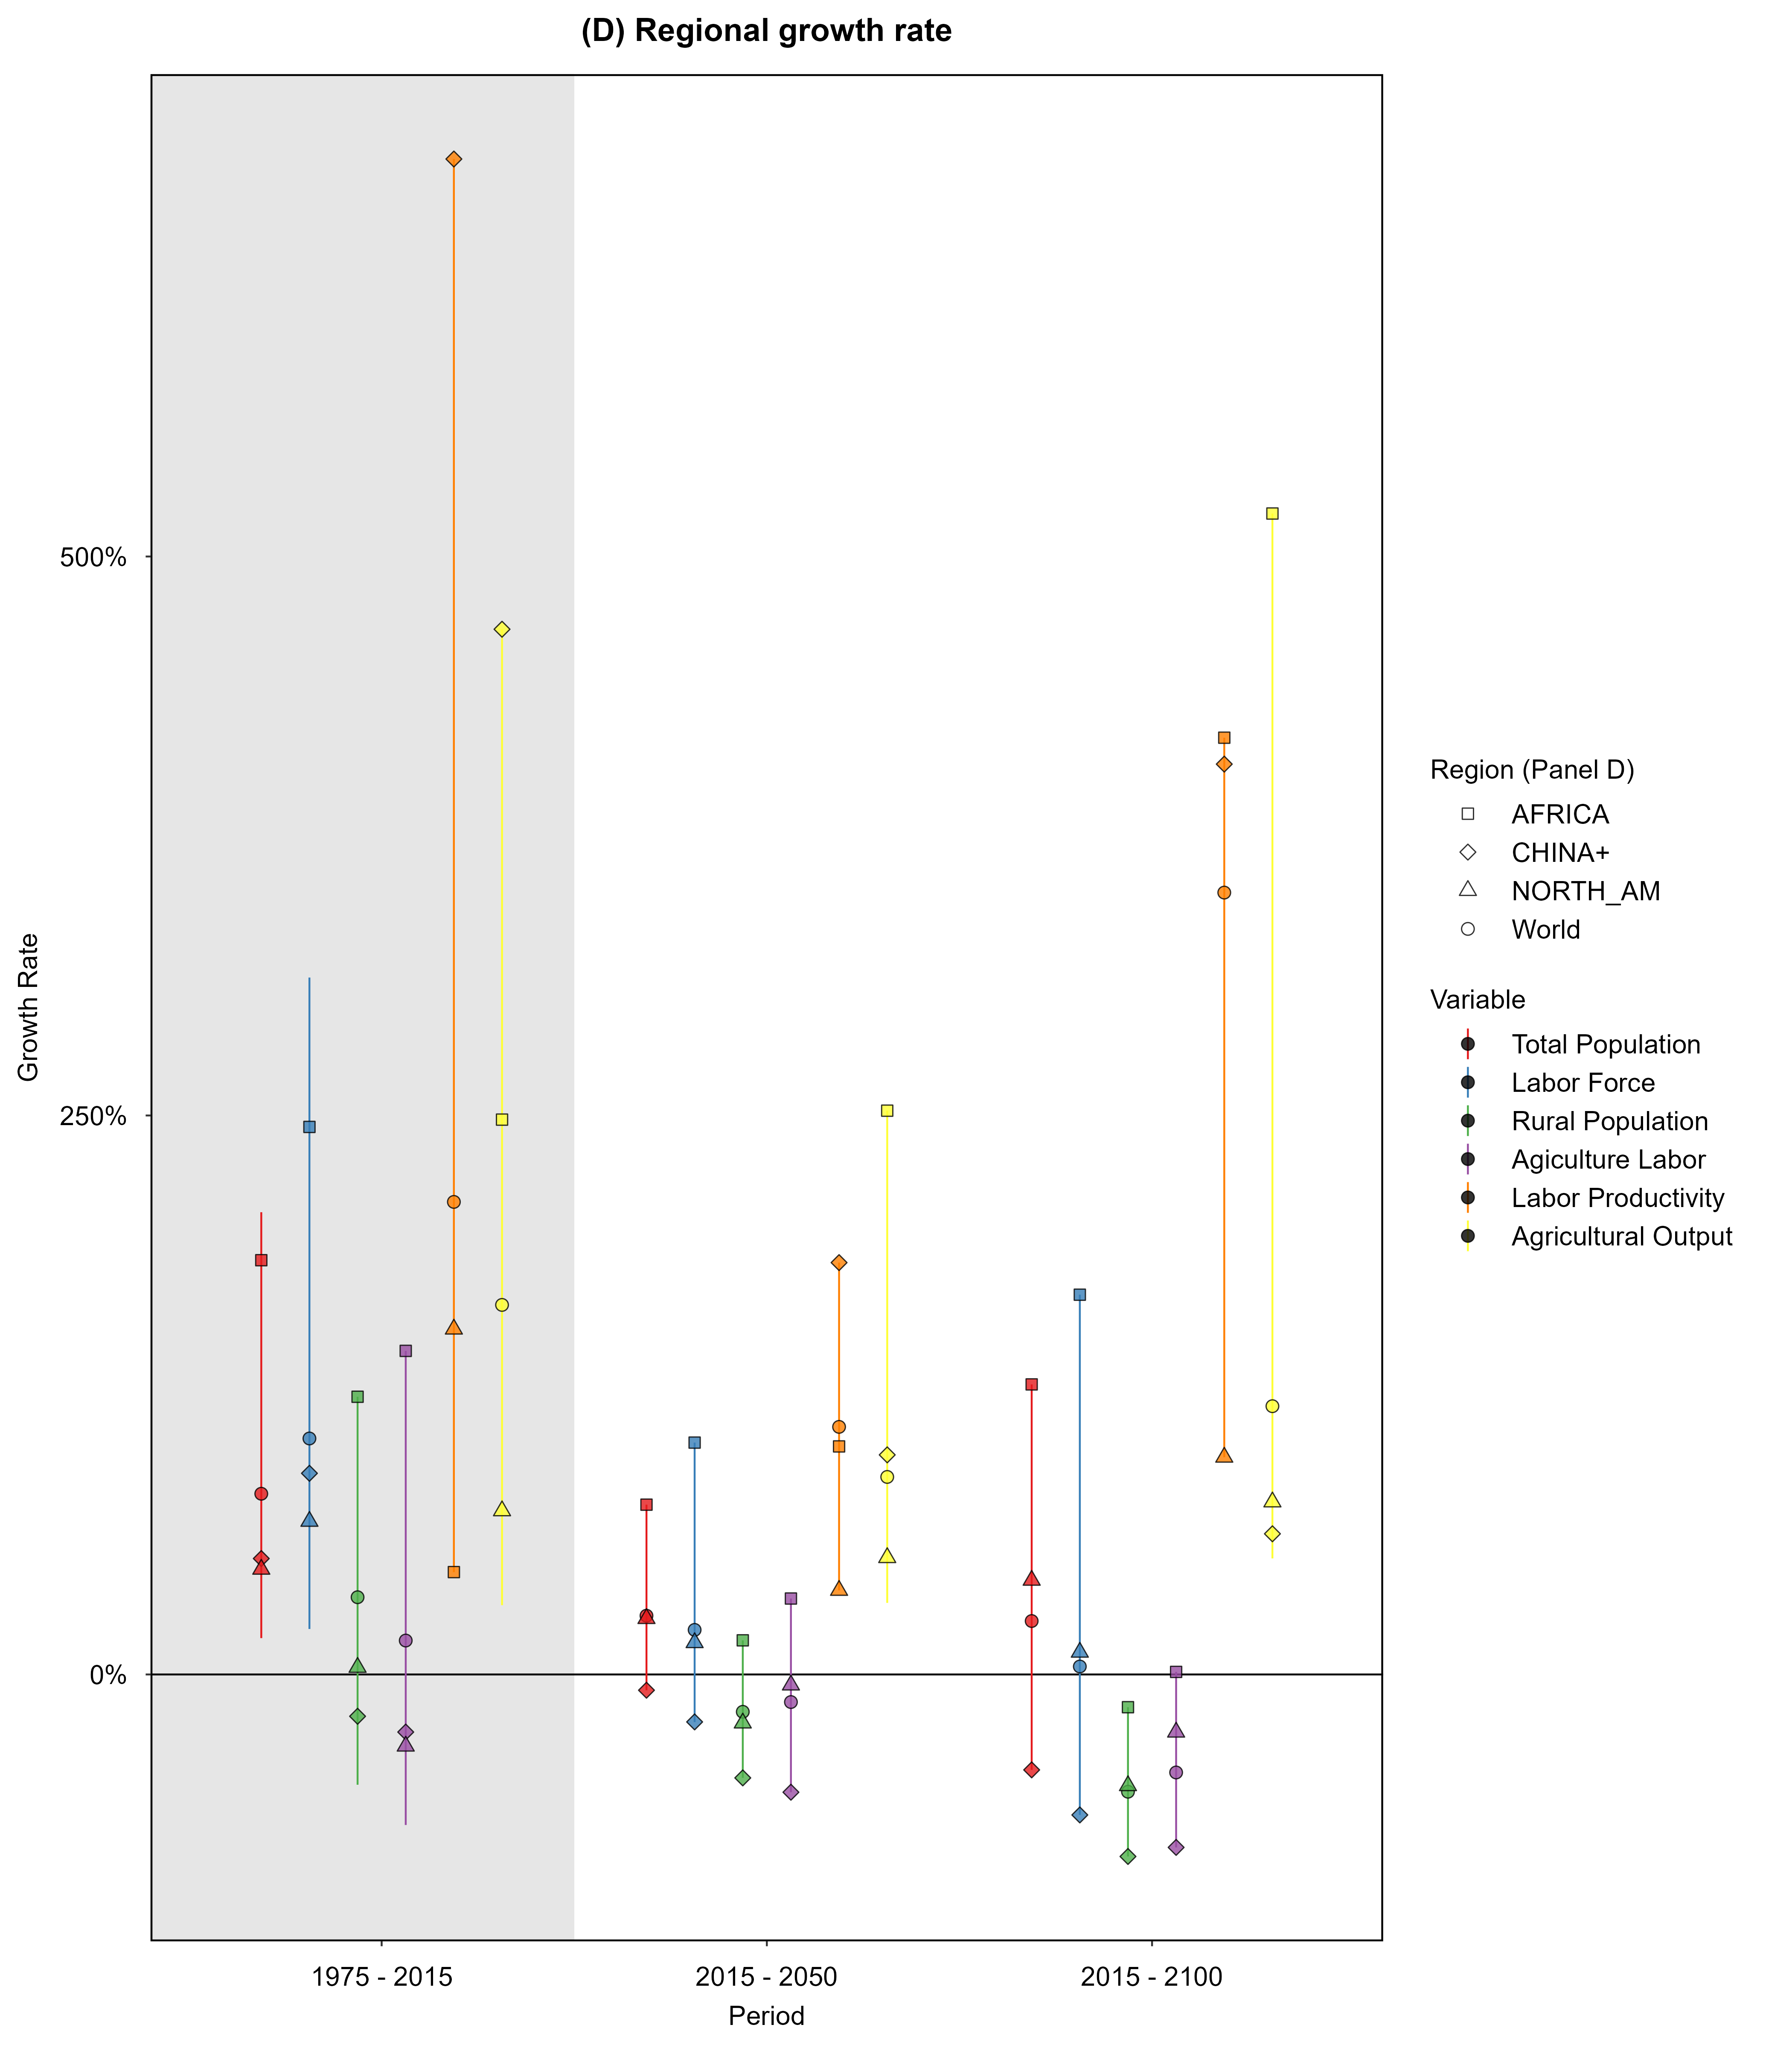 (D) Regional growth rate
500%
250%
0%
Growth Rate
1975 - 2015
2015 - 2050
2015 - 2100
Period
Region (Panel D)
AFRICA
CHINA+
NORTH_AM
World
Variable
Total Population
Labor Force
Rural Population
Agiculture Labor
Labor Productivity
Agricultural Output